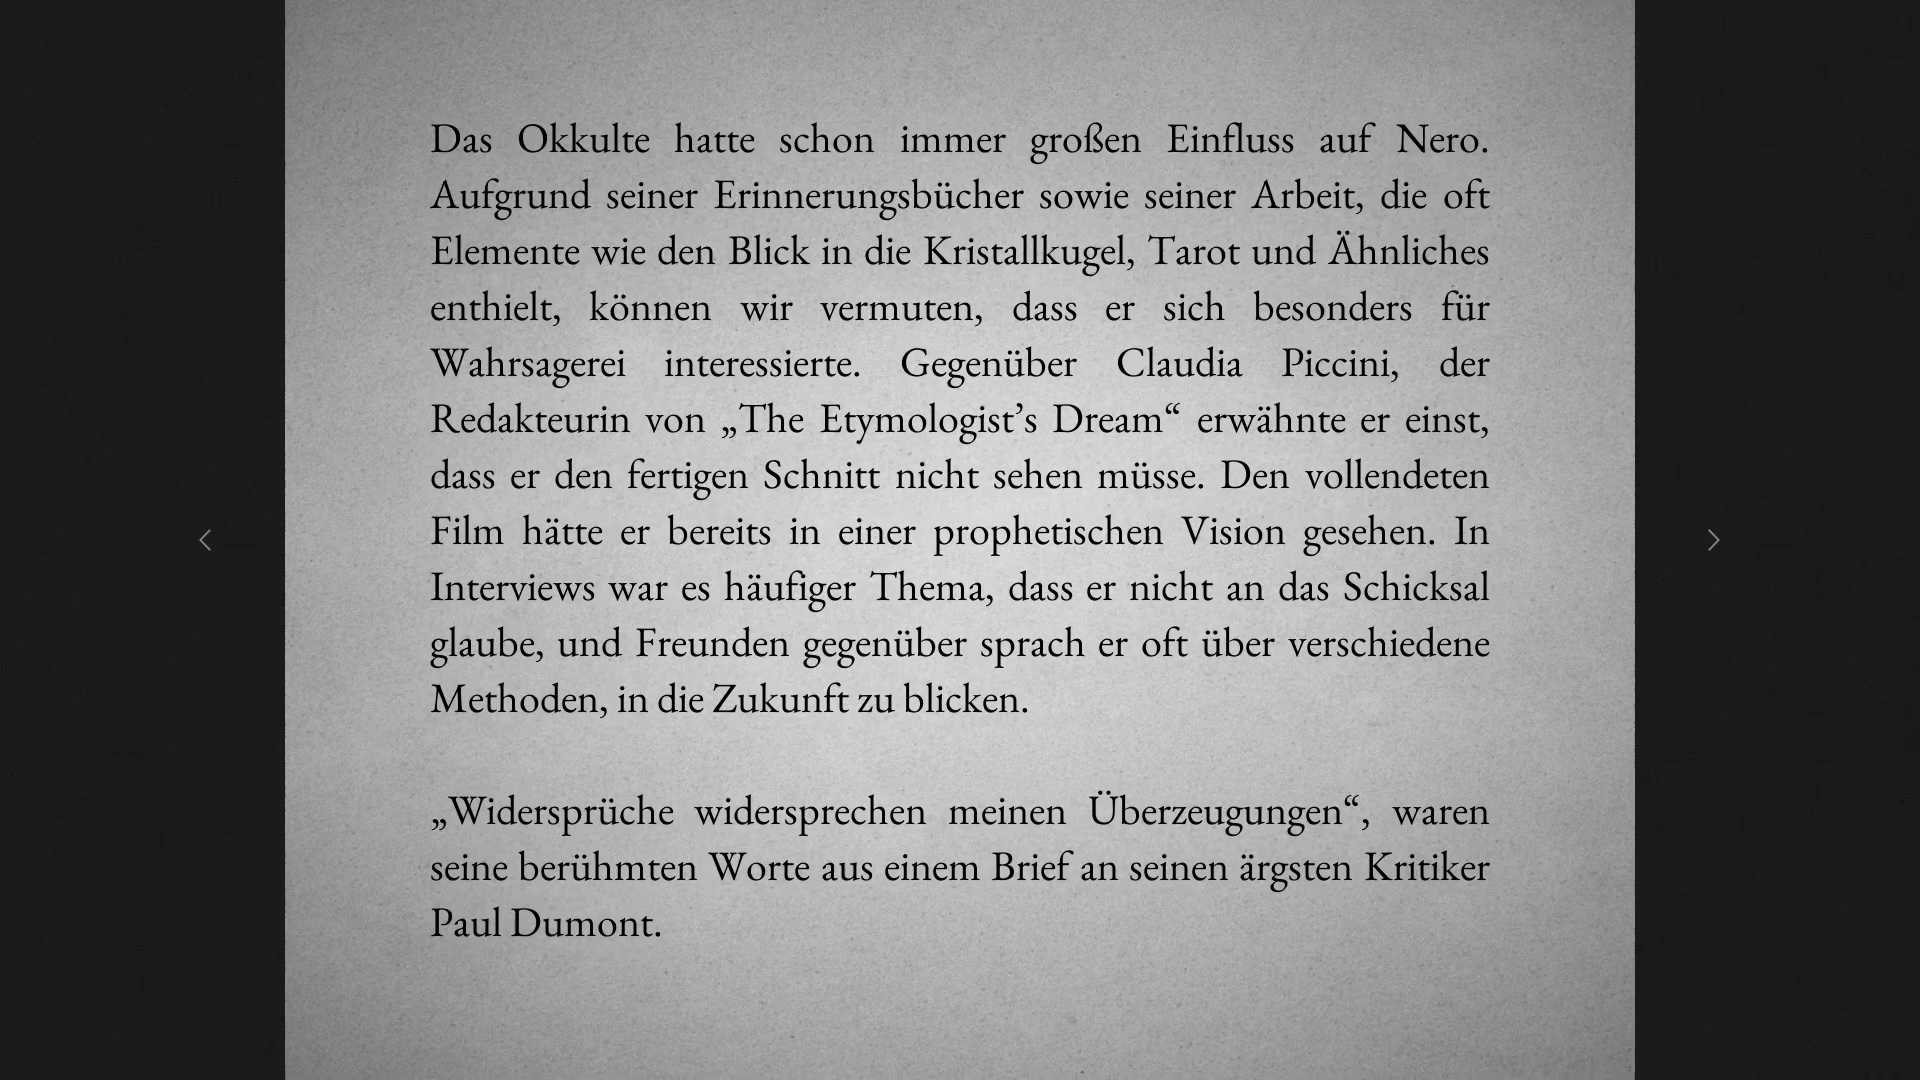 Das Okkulte hatte schon immer großen Einfluss auf Nero.
Aufgrund seiner Erinnerungsbücher sowie seiner Arbeit, die oft
Elemente wie den Blick in die Kristallkugel, Tarot und Ähnliches
enthielt, können wir vermuten, dass er sich besonders für
Wahrsagerei interessierte. Gegenüber Claudia Piccini, der
Redakteurin von „The Etymologist’s Dream“ erwähnte er einst,
dass er den fertigen Schnitt nicht sehen müsse. Den vollendeten
Film hätte er bereits in einer prophetischen Vision gesehen. In
Interviews war es häufiger Thema, dass er nicht an das Schicksal
glaube, und Freunden gegenüber sprach er oft über verschiedene
Methoden, in die Zukunft zu blicken.
„Widersprüche widersprechen meinen Überzeugungen“, waren
seine berühmten Worte aus einem Brief an seinen ärgsten Kritiker
Paul Dumont.